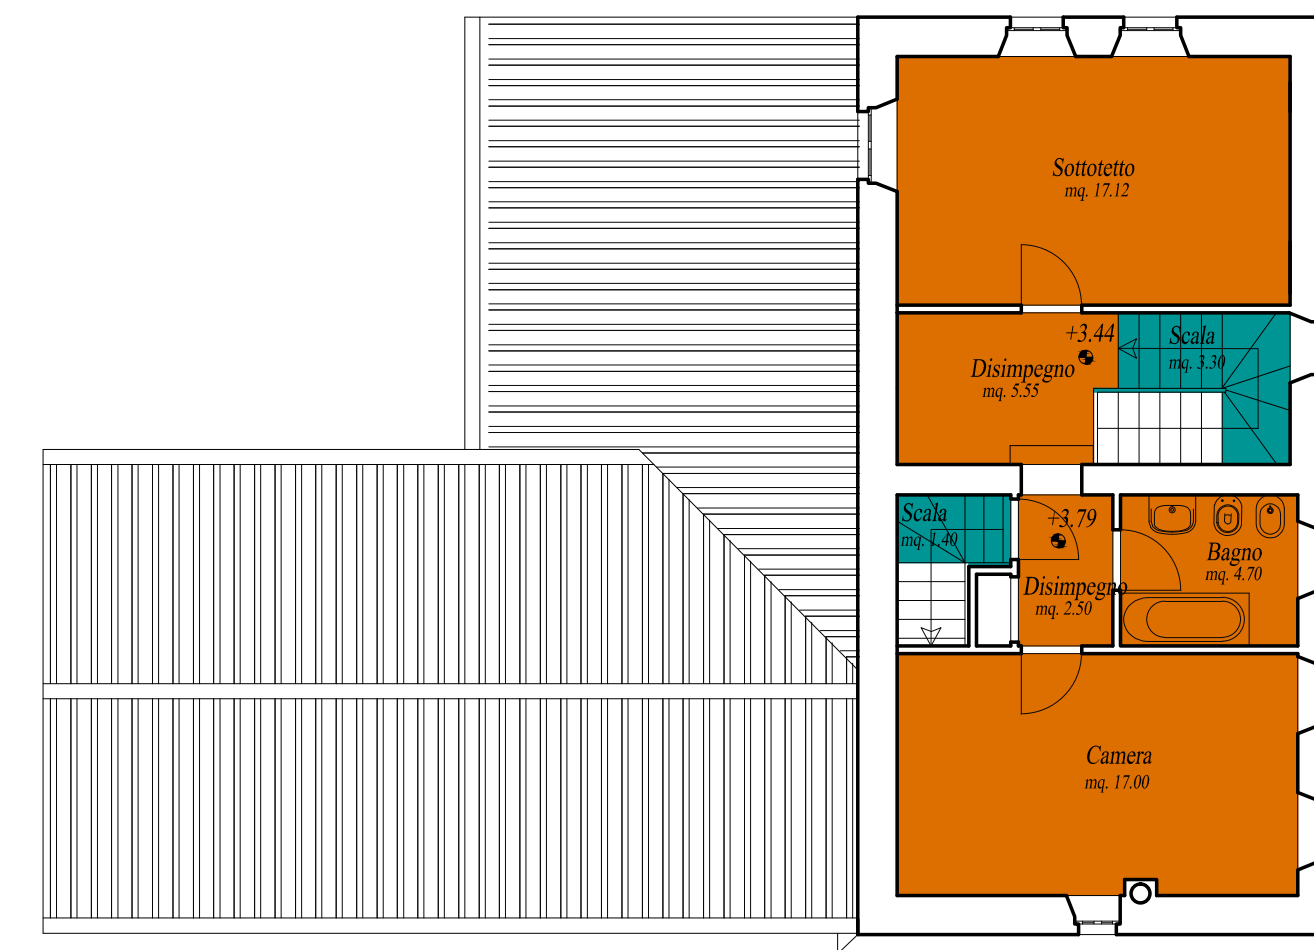 Sottotetto
mq. 17.12
+3.44
Scala
mq. 3.30
Disimpegno
mq. 5.55
Scala
mq. 1.40
+3.79
Disimpegno
mq. 2.50
Bagno
mq. 4.70
Camera
mq. 17.00